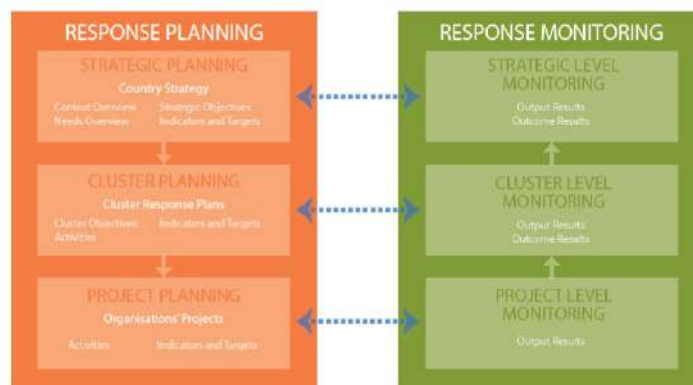 RESPONSE PLANNING
STRATEGIC PLANNING
Country Strategy
Context Overview Strategic Objectives
Needs Overview Indicators and Targets
CLUSTER PLANNING
Cluster Response Plans
Cluster Objectives Indicators and Targets
Activities
PROJECT PLANNING
Organisations' Projects
Activities Indicators and Targets
RESPONSE MONITORING
STRATEGIC LEVEL
MONITORING
Output Results
Outcome Results
CLUSTER LEVEL
MONITORING
Output Results
Outcome Results
PROJECT LEVEL
MONITORING
Output Results